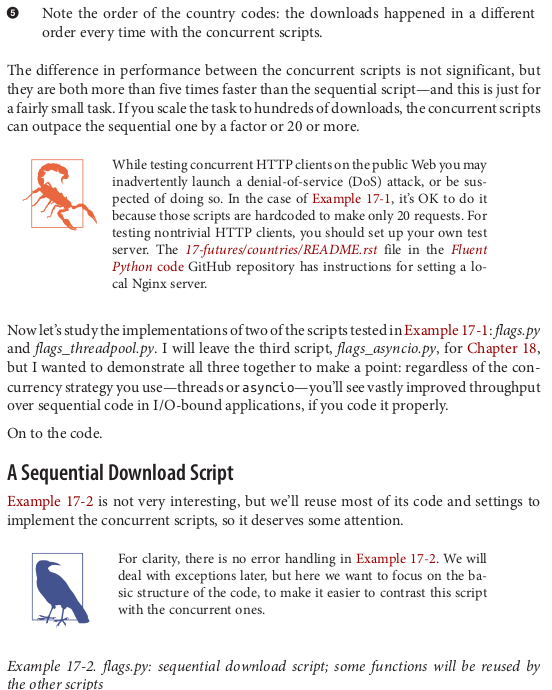 ❺ Note the order of the country codes: the downloads happened in a different
order every time with the concurrent scripts.
The difference in performance between the concurrent scripts is not significant, but
they are both more than five times faster than the sequential script—and this is just for
a fairly small task. If you scale the task to hundreds of downloads, the concurrent scripts
can outpace the sequential one by a factor or 20 or more.
While testing concurrent HTTP clients on the public Web you may
inadvertently launch a denial-of-service (DoS) attack, or be sus-
pected of doing so. In the case of Example 17-1, it's OK to do it
because those scripts are hardcoded to make only 20 requests. For
testing nontrivial HTTP clients, you should set up your own test
server. The 17-futures/countries/README.rst file in the Fluent
Python code GitHub repository has instructions for setting a lo-
cal Nginx server.
Now let's study the implementations of two of the scripts tested in Example 17-1: flags.py
and flags_threadpool.py. I will leave the third script, flags_asyncio.py, for Chapter 18,
but I wanted to demonstrate all three together to make a point: regardless of the con-
currency strategy you use—threads or asyncio—you'll see vastly improved throughput
over sequential code in I/O-bound applications, if you code it properly.
On to the code.
A Sequential Download Script
Example 17-2 is not very interesting, but we'll reuse most of its code and settings to
implement the concurrent scripts, so it deserves some attention.
For clarity, there is no error handling in Example 17-2. We will
deal with exceptions later, but here we want to focus on the ba-
sic structure of the code, to make it easier to contrast this script
with the concurrent ones.
Example 17-2. flags.py: sequential download script; some functions will be reused by
the other scripts